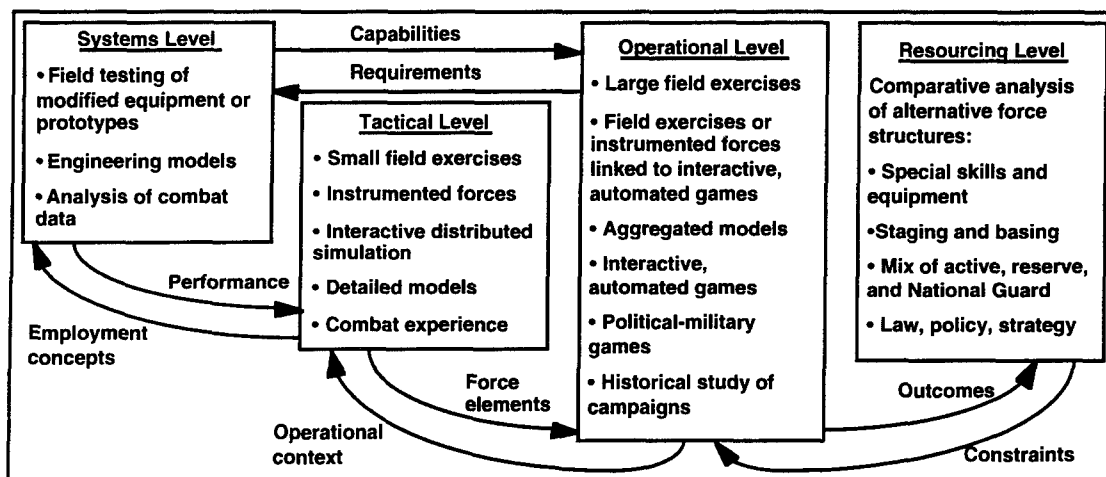 Systems Level
• Field testing of
modified equipment or
prototypes
• Engineering models
• Analysis of combat
data
Capabilities
Requirements
Tactical Level
• Small field exercises
• Instrumented forces
• Interactive distributed
simulation
• Detailed models
• Combat experience
Operational Level
• Large field exercises
• Field exercises or
instrumented forces
linked to interactive,
automated games
• Aggregated models
• Interactive,
automated games
• Political-military
games
• Historical study of
campaigns
Resourcing Level
Comparative analysis
of alternative force
structures:
• Special skills and
equipment
•Staging and basing
• Mix of active, reserve,
and National Guard
• Law, policy, strategy
Performance
Employment
concepts
Force
elements
Operational
context
Outcomes
Constraints